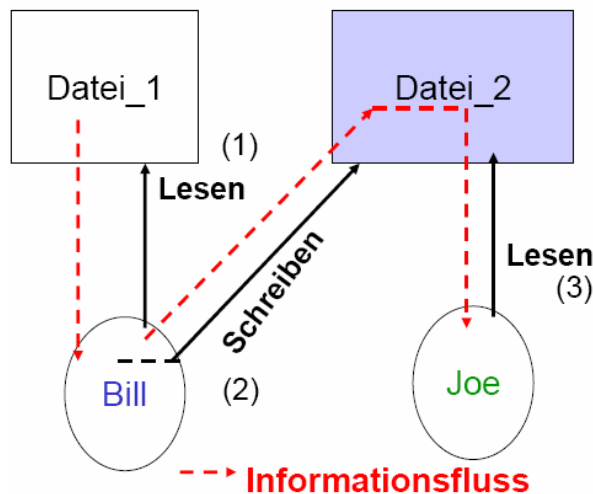 Datei_1
Datei_2
(1)
Lesen
Schreiben
Lesen
(3)
Bill
(2)
Joe
Informationsfluss